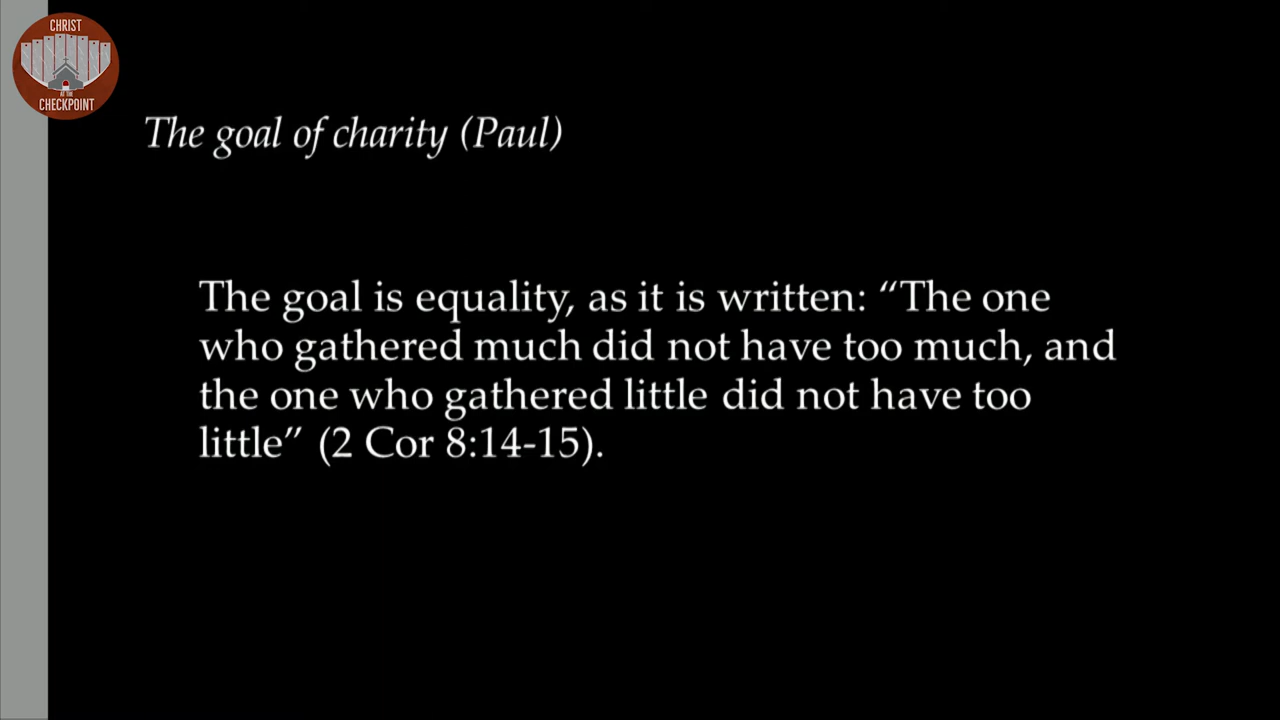 CHRIST
AT THE
CHECKPOINT
The goal of charity (Paul)
The goal is equality, as it is written: “The one
who gathered much did not have too much, and
the one who gathered little did not have too
little” (2 Cor 8:14-15).